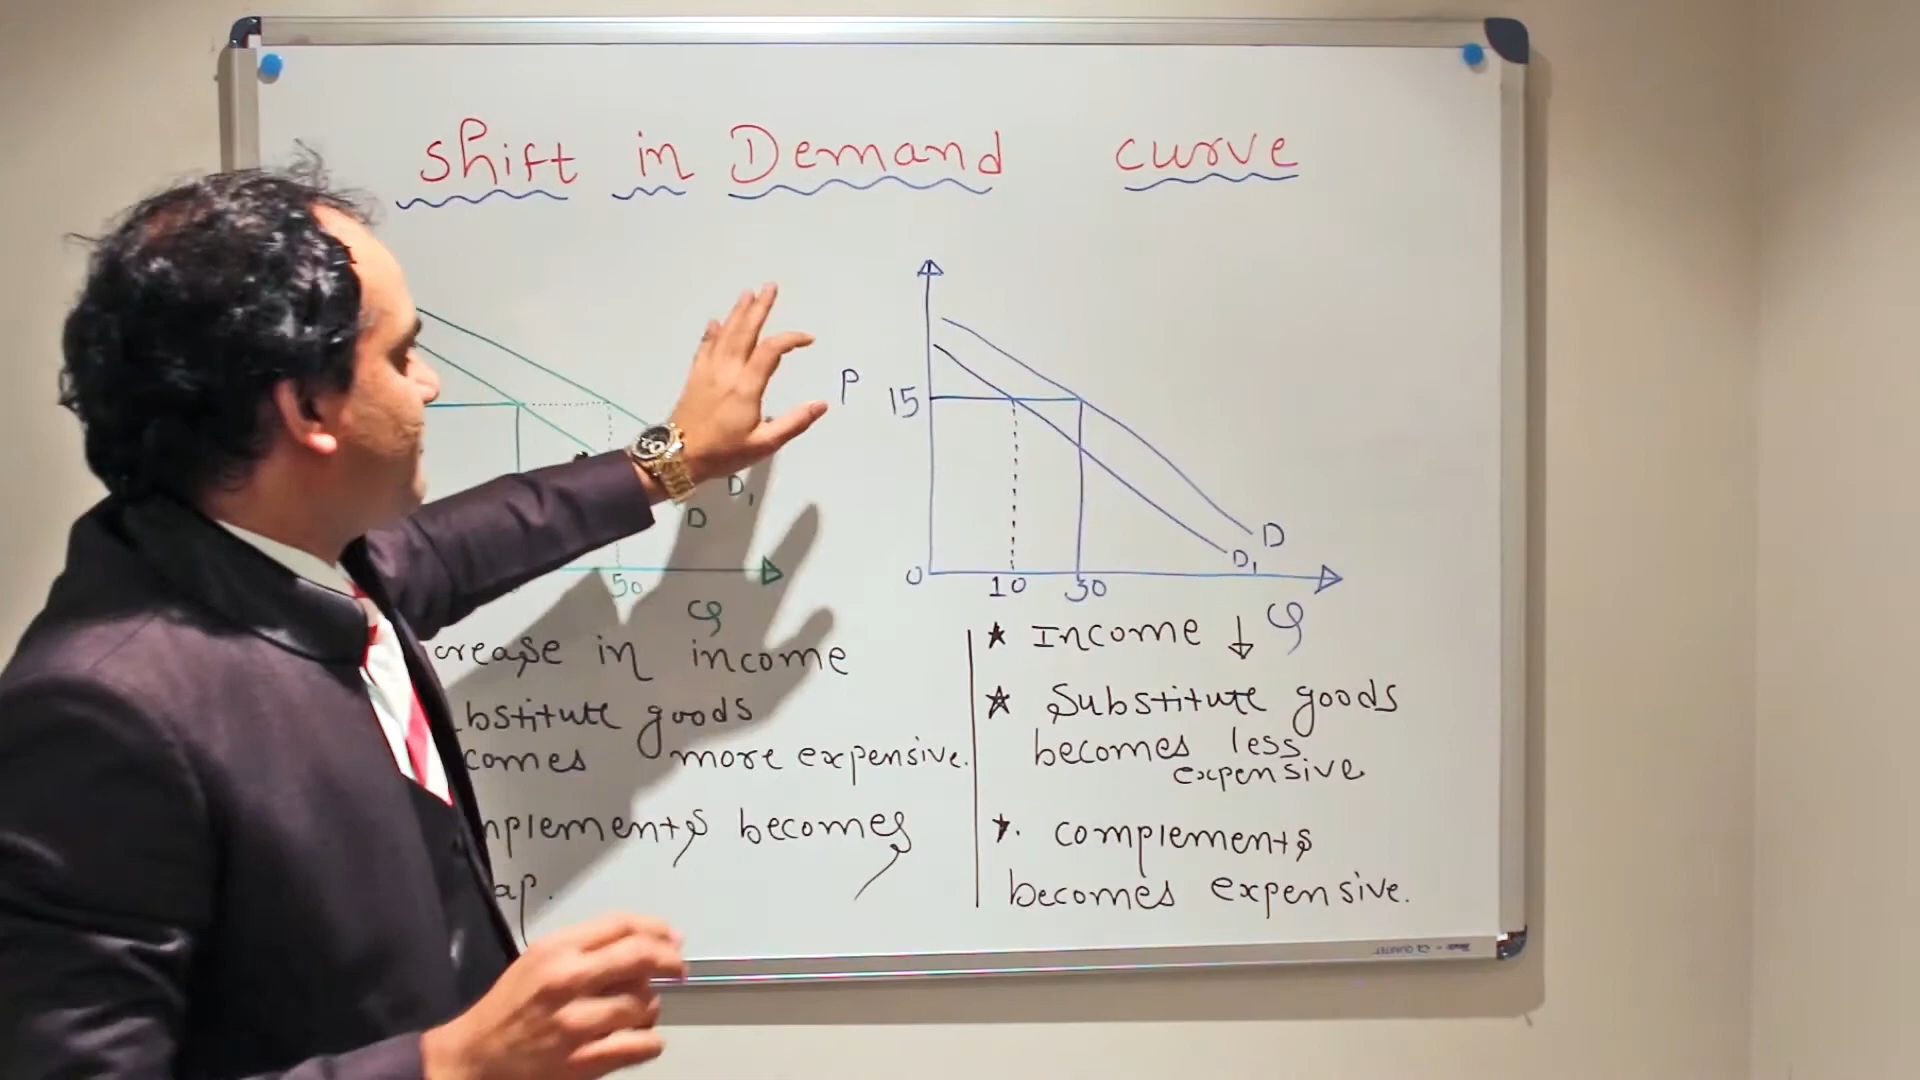 Shift in Demand curve
P
15
D
D1
0
10
30
Q
D1
D
50
Q
crease in income
bstitute goods
comes more expensive.
mplements becomes
ap.
* Income ↓
* Substitute goods
becomes less
expensive
* complements
becomes expensive.